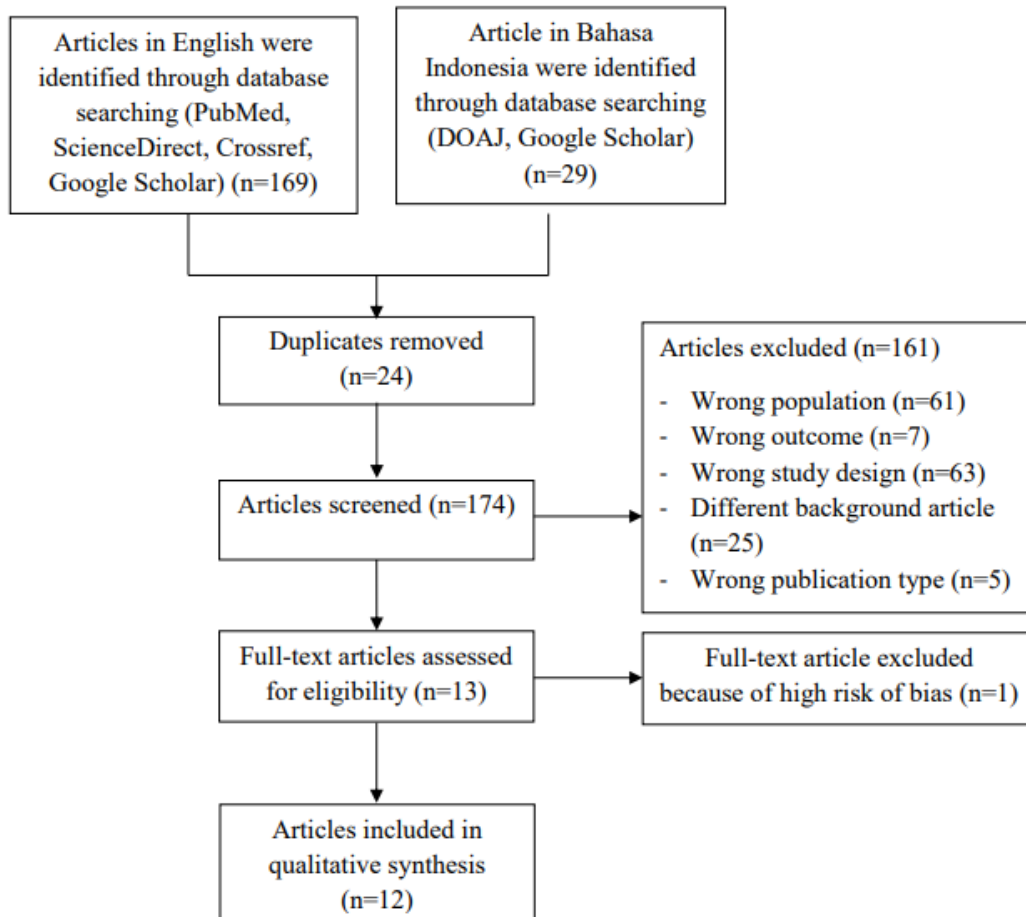 Articles in English were
identified through database
searching (PubMed,
ScienceDirect, Crossref,
Google Scholar) (n=169)
Article in Bahasa
Indonesia were identified
through database searching
(DOAJ, Google Scholar)
(n=29)
Duplicates removed
(n=24)
Articles excluded (n=161)
- Wrong population (n=61)
- Wrong outcome (n=7)
- Wrong study design (n=63)
- Different background article
(n=25)
- Wrong publication type (n=5)
Articles screened (n=174)
Full-text articles assessed
for eligibility (n=13)
Full-text article excluded
because of high risk of bias (n=1)
Articles included in
qualitative synthesis
(n=12)